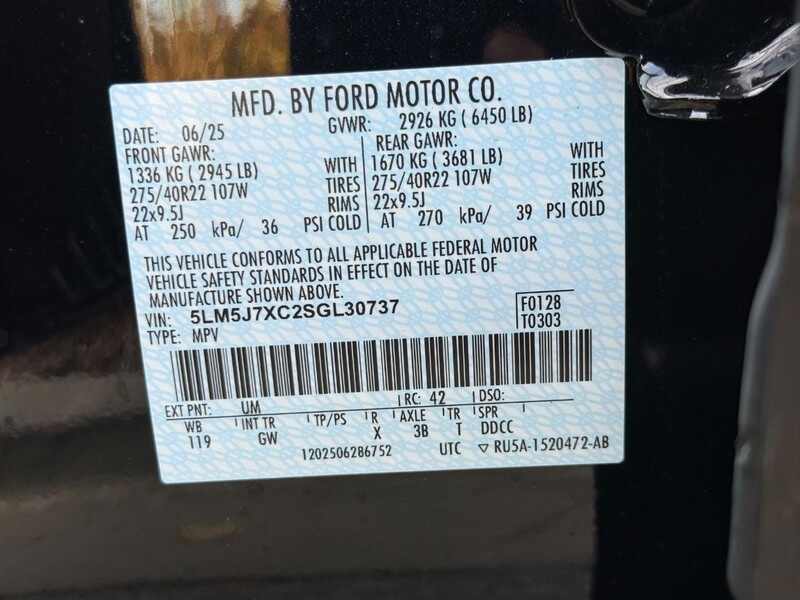 MFD. BY FORD MOTOR CO.
DATE: 06/25 GVWR: 2926 KG ( 6450 LB)
FRONT GAWR: REAR GAWR:
1336 KG ( 2945 LB) WITH 1670 KG ( 3681 LB) WITH
275/40R22 107W TIRES 275/40R22 107W TIRES
22x9.5J RIMS 22x9.5J RIMS
AT 250 kPa/ 36 PSI COLD AT 270 kPa/ 39 PSI COLD
THIS VEHICLE CONFORMS TO ALL APPLICABLE FEDERAL MOTOR
VEHICLE SAFETY STANDARDS IN EFFECT ON THE DATE OF
MANUFACTURE SHOWN ABOVE.
VIN: 5LM5J7XC2SGL30737 F0128
TYPE: MPV T0303
EXT PNT: UM RC: 42 DSO:
WB INT TR TP/PS R AXLE TR SPR
119 GW X 3B T DDCC
1202506286752 UTC ▽ RU5A-1520472-AB